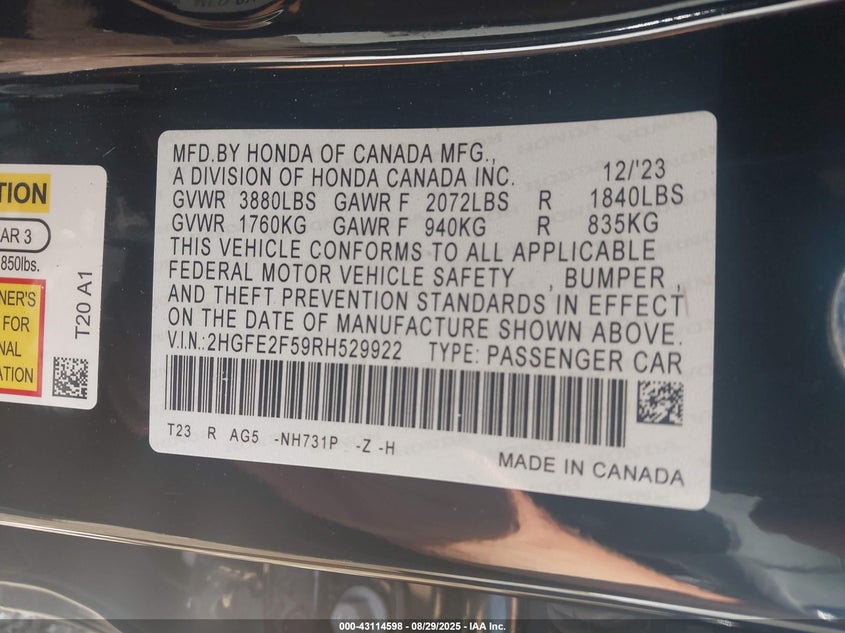 MFD.BY HONDA OF CANADA MFG.,
A DIVISION OF HONDA CANADA INC. 12/'23
GVWR 3880LBS GAWR F 2072LBS R 1840LBS
GVWR 1760KG GAWR F 940KG R 835KG
THIS VEHICLE CONFORMS TO ALL APPLICABLE
FEDERAL MOTOR VEHICLE SAFETY , BUMPER ,
AND THEFT PREVENTION STANDARDS IN EFFECT
ON THE DATE OF MANUFACTURE SHOWN ABOVE.
V.I.N.:2HGFE2F59RH529922 TYPE: PASSENGER CAR
T23 R AG5 -NH731P -Z -H
MADE IN CANADA
TION
AR 3
850lbs.
NER'S
FOR
NAL
ATION
T20 A1
000-43114598 - 08/29/2025 - IAA Inc.